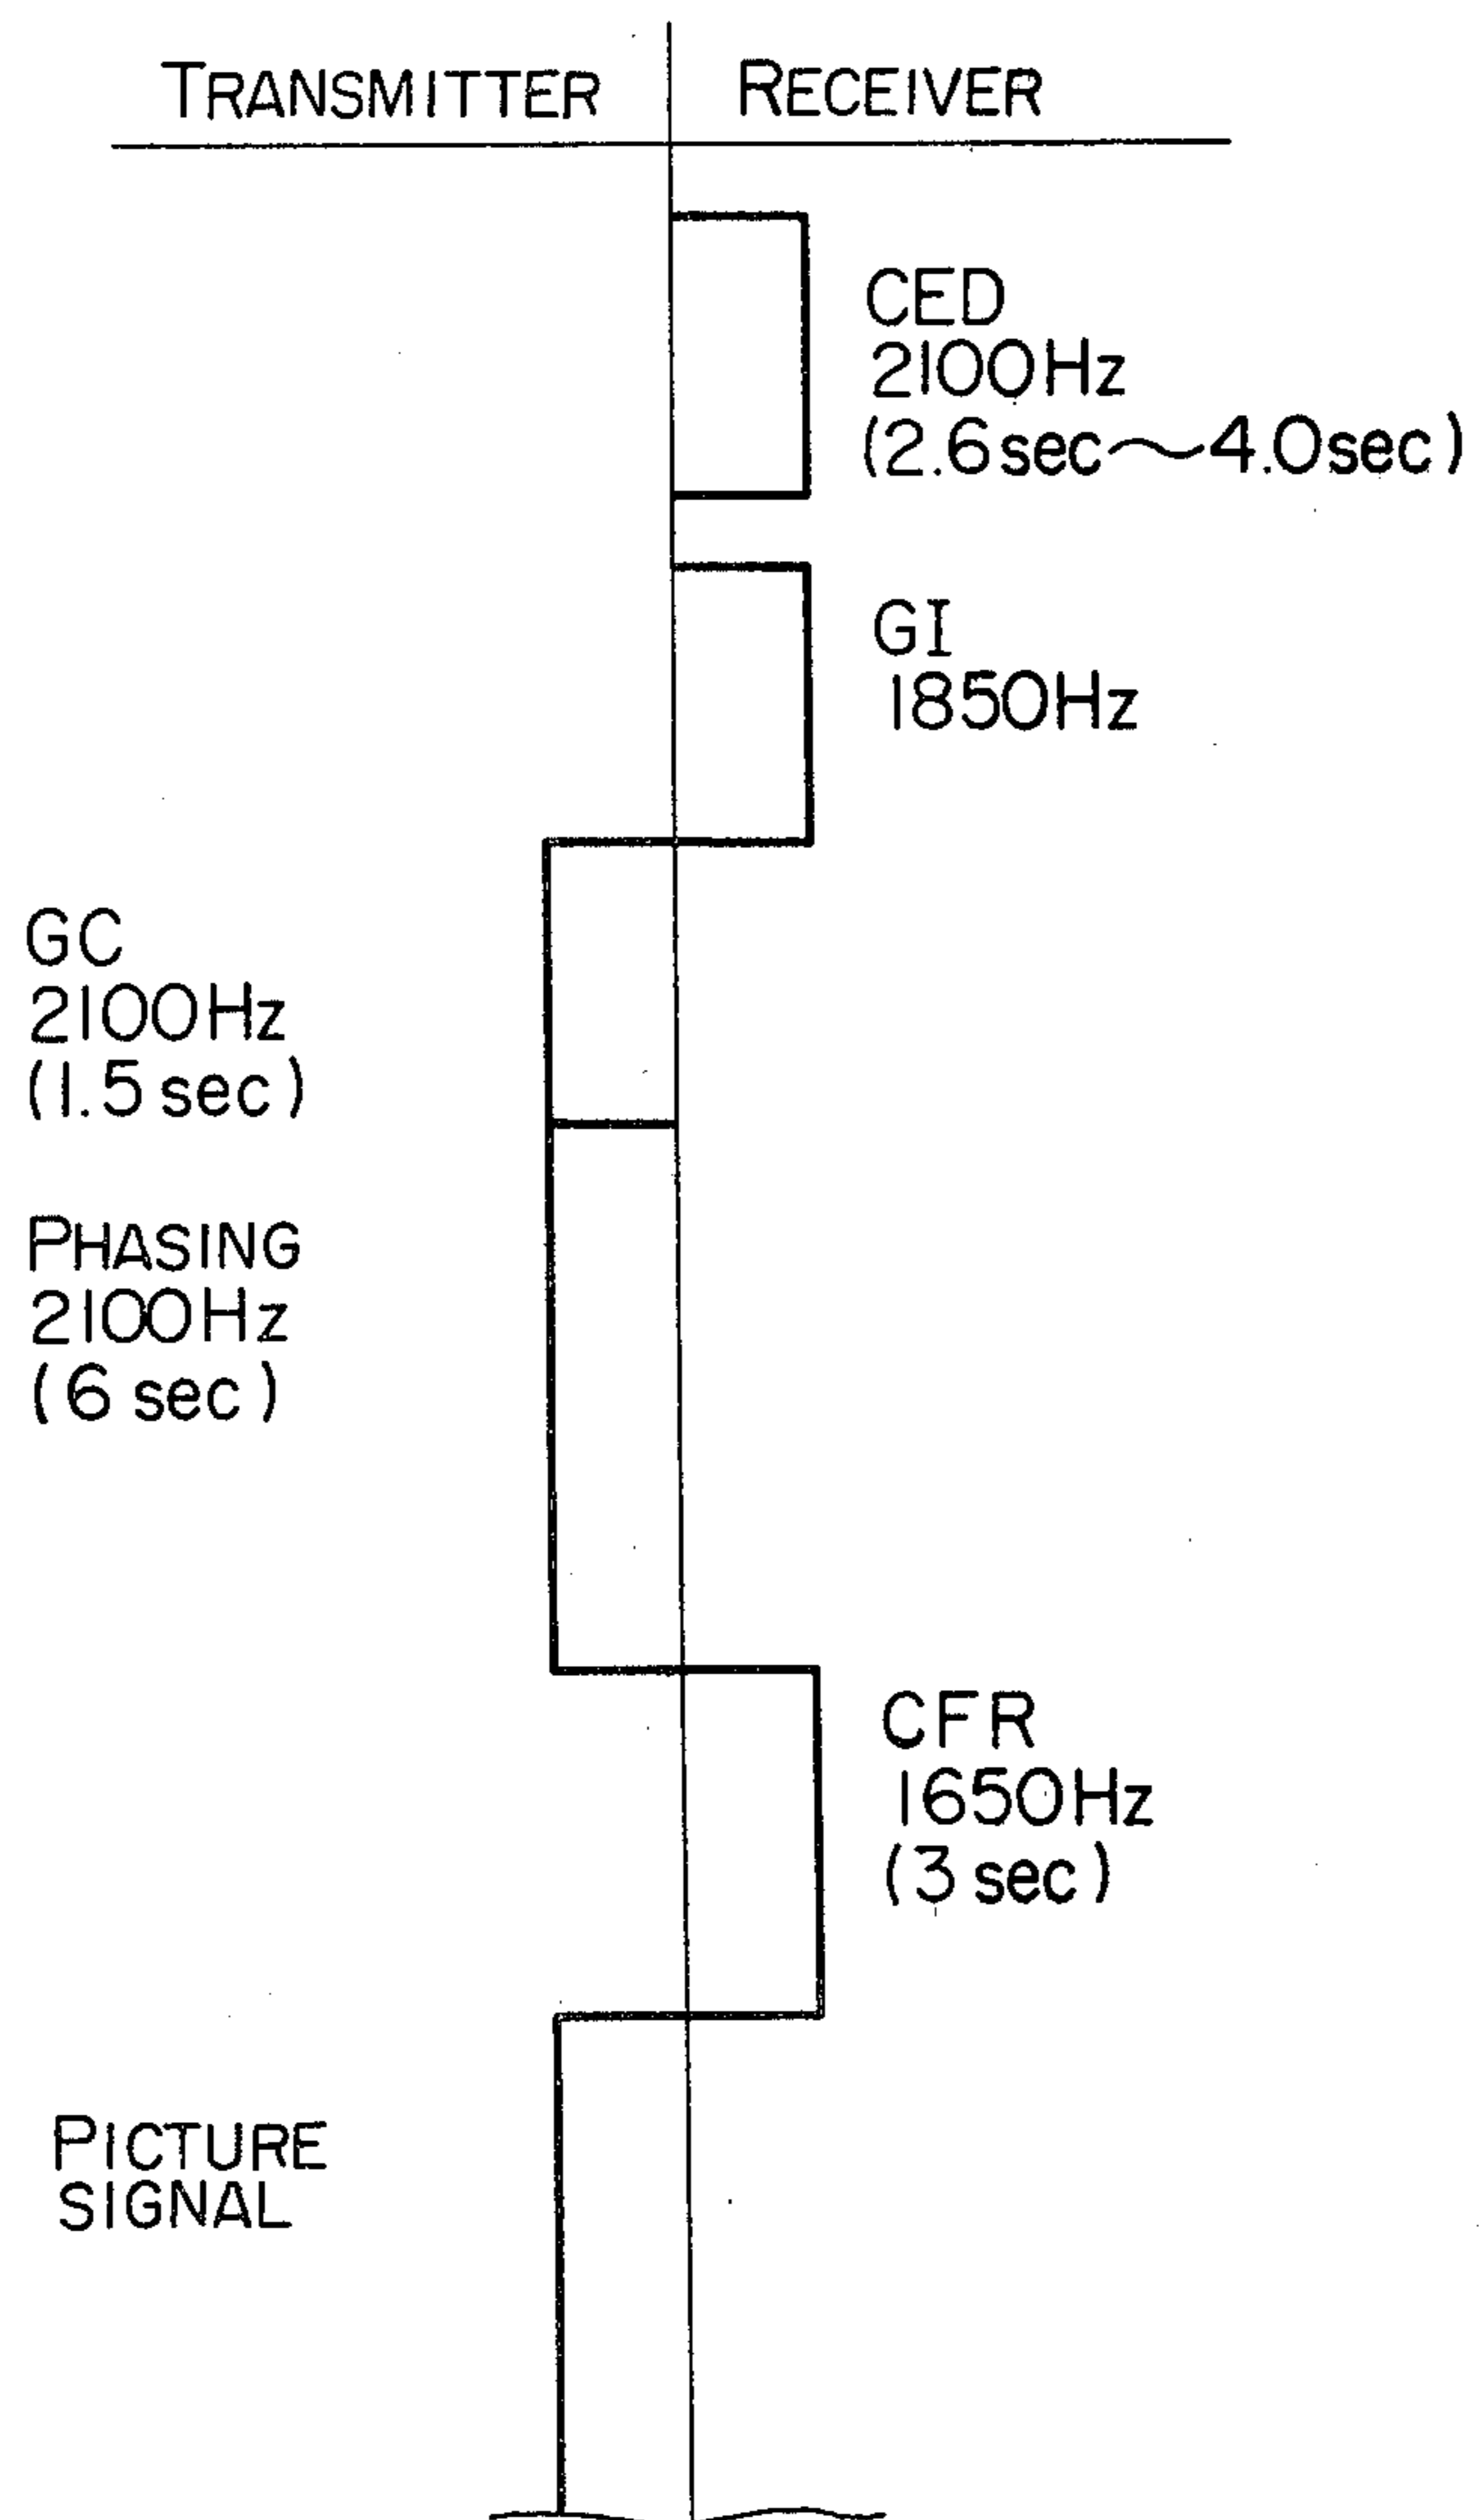 TRANSMITTER RECEIVER
CED
2100Hz
(2.6sec～4.0sec)
GI
1850Hz
GC
2100Hz
(1.5 sec)
PHASING
2100Hz
(6 sec)
CFR
1650Hz
(3 sec)
PICTURE
SIGNAL